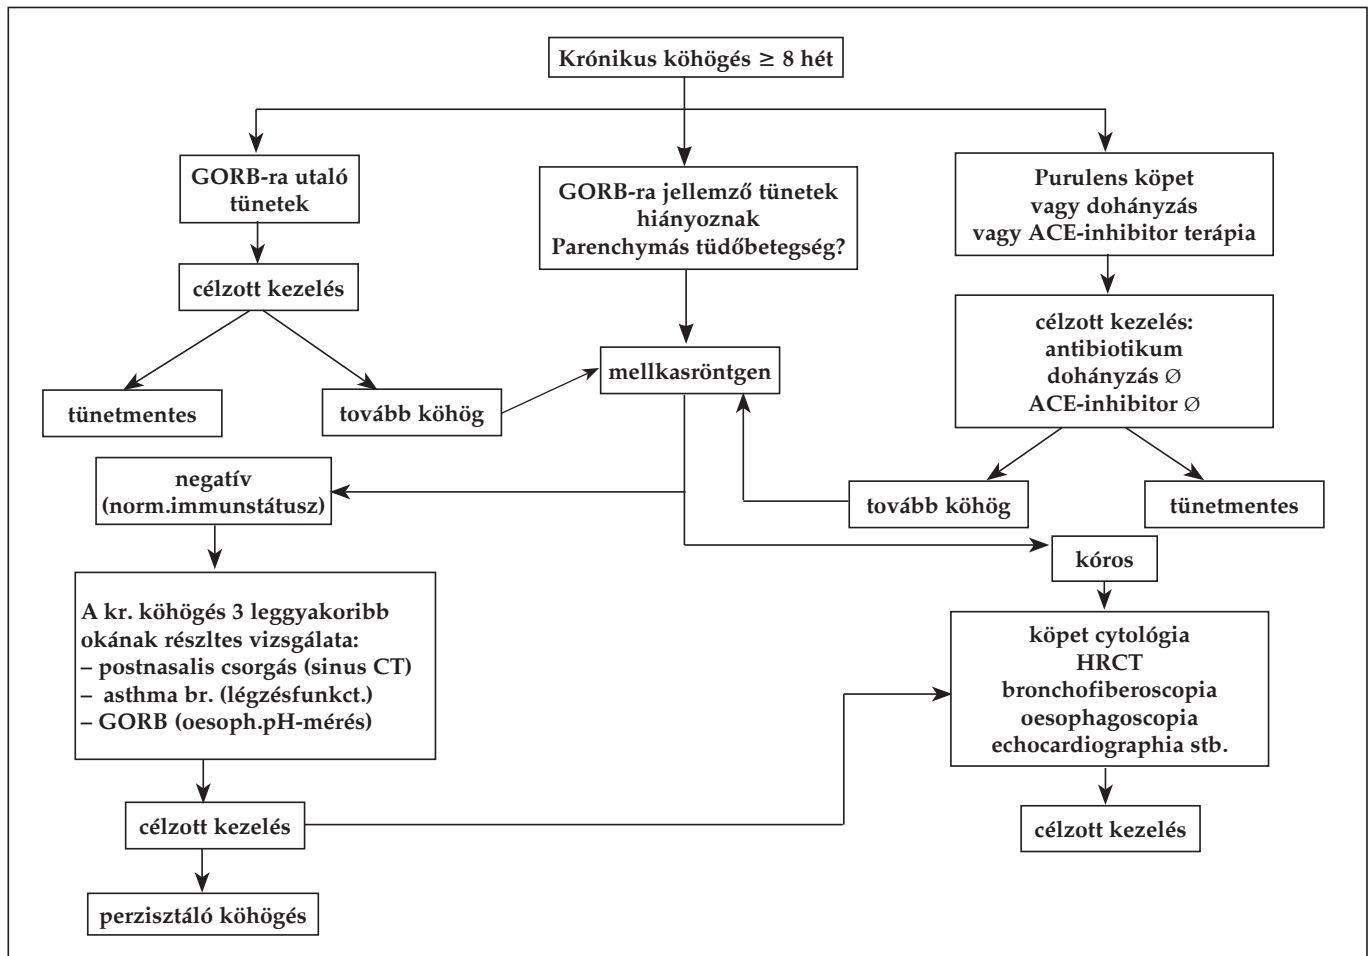 Krónikus köhögés ≥ 8 hét
GORB-ra utaló
tünetek
GORB-ra jellemző tünetek
hiányoznak
Parenchymás tüdőbetegség?
Purulens köpet
vagy dohányzás
vagy ACE-inhibitor terápia
célzott kezelés
célzott kezelés:
antibiotikum
dohányzás Ø
ACE-inhibitor Ø
mellkasröntgen
tünetmentes
tovább köhög
negatív
(norm.immunstátusz)
tovább köhög
tünetmentes
kóros
A kr. köhögés 3 leggyakoribb
okának részltes vizsgálata:
– postnasalis csorgás (sinus CT)
– asthma br. (légzésfunkct.)
– GORB (oesoph.pH-mérés)
köpet cytológia
HRCT
bronchofiberoscopia
oesophagoscopia
echocardiographia stb.
célzott kezelés
célzott kezelés
perzisztáló köhögés